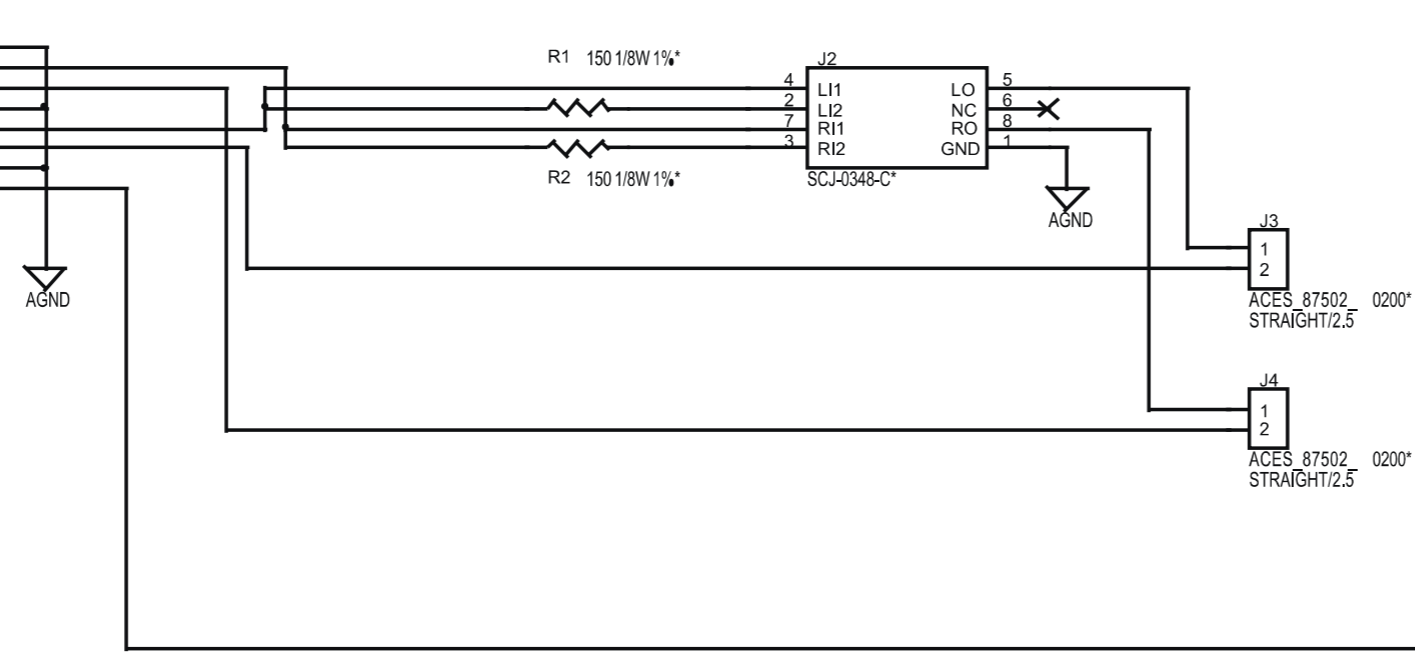 R1 150 1/8W 1%*
J2
4 LI1 LO 5
2 LI2 NC 6
7 RI1 RO 8
3 RI2 GND 1
R2 150 1/8W 1%*
SCJ-0348-C*
AGND
J3
1
2
AGND
ACES_87502_ 0200*
STRAIGHT/2.5
J4
1
2
ACES_87502_ 0200*
STRAIGHT/2.5